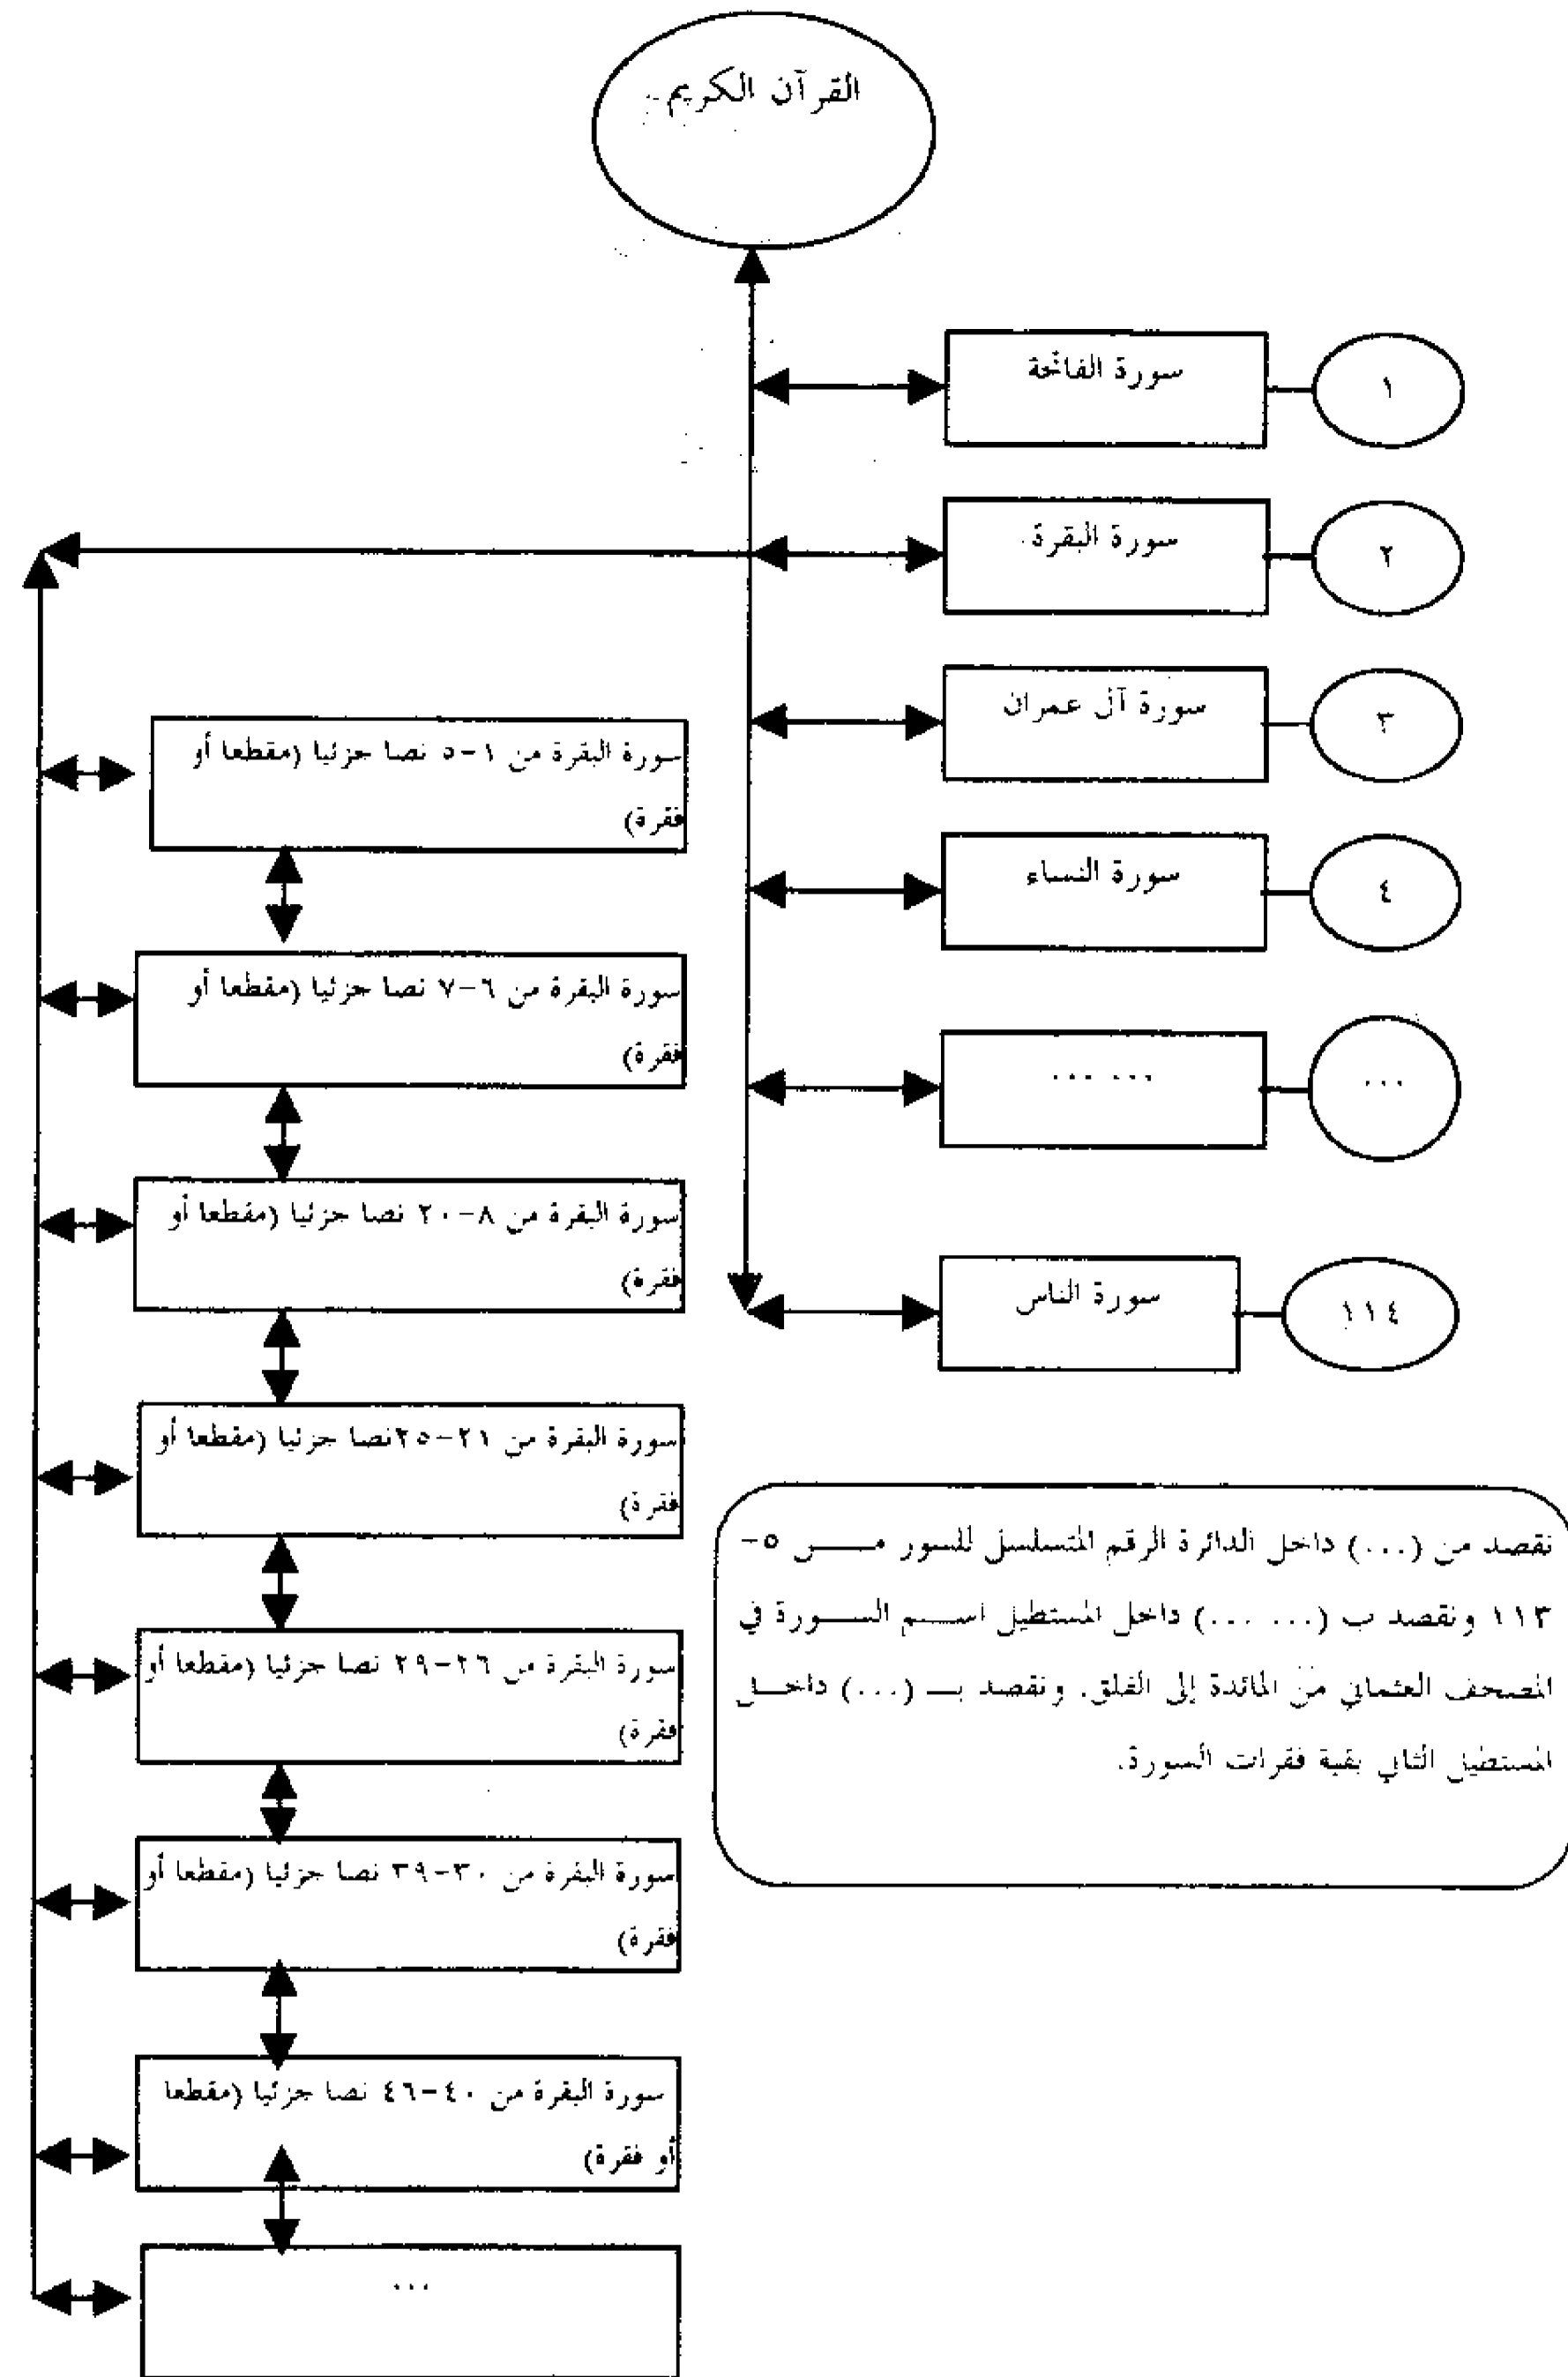 القرآن الكريم
١
سورة الفاتحة
٢
سورة البقرة
٣
سورة آل عمران
٤
سورة النساء
...
... ...
١١٤
سورة الناس
نقصد من (...) داخل الدائرة الرقم المتسلسل للسور من ٥-
١١٣ ونقصد ب (... ...) داخل المستطيل اسم السورة في
المصحف العثماني من المائدة إلى الفلق. ونقصد بـ (...) داخل
المستطيل الثاني بقية فقرات السورة.
سورة البقرة من ١-٥ نصا جزئيا (مقطعا أو
فقرة)
سورة البقرة من ٦-٧ نصا جزئيا (مقطعا أو
فقرة)
سورة البقرة من ٨-٢٠ نصا جزئيا (مقطعا أو
فقرة)
سورة البقرة من ٢١-٢٥نصا جزئيا (مقطعا أو
فقرة)
سورة البقرة من ٢٦-٢٩ نصا جزئيا (مقطعا أو
فقرة)
سورة البقرة من ٣٠-٣٩ نصا جزئيا (مقطعا أو
فقرة)
سورة البقرة من ٤٠-٤٦ نصا جزئيا (مقطعا
أو فقرة)
...